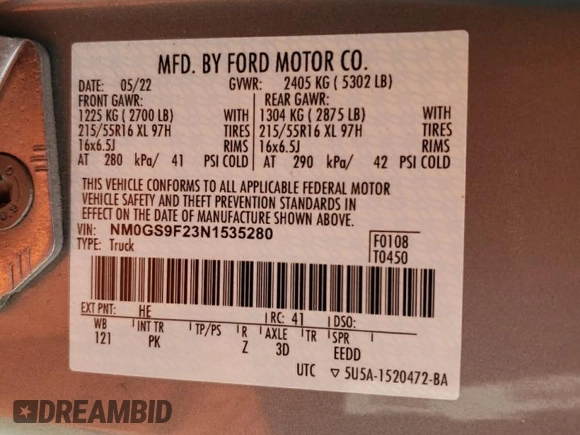 MFD. BY FORD MOTOR CO.
DATE: 05/22 GVWR: 2405 KG ( 5302 LB)
FRONT GAWR: REAR GAWR:
1225 KG ( 2700 LB) WITH 1304 KG ( 2875 LB) WITH
215/55R16 XL 97H TIRES 215/55R16 XL 97H TIRES
16x6.5J RIMS 16x6.5J RIMS
AT 280 kPa/ 41 PSI COLD AT 290 kPa/ 42 PSI COLD
THIS VEHICLE CONFORMS TO ALL APPLICABLE FEDERAL MOTOR
VEHICLE SAFETY AND THEFT PREVENTION STANDARDS IN
EFFECT ON THE DATE OF MANUFACTURE SHOWN ABOVE.
VIN: NM0GS9F23N1535280
TYPE: Truck
F0108
T0450
EXT PNT: HE RC: 41 DSO:
WB INT TR TP/PS R AXLE TR SPR
121 PK Z 3D EEDD
UTC ▽ 5U5A-1520472-BA
DREAMBID